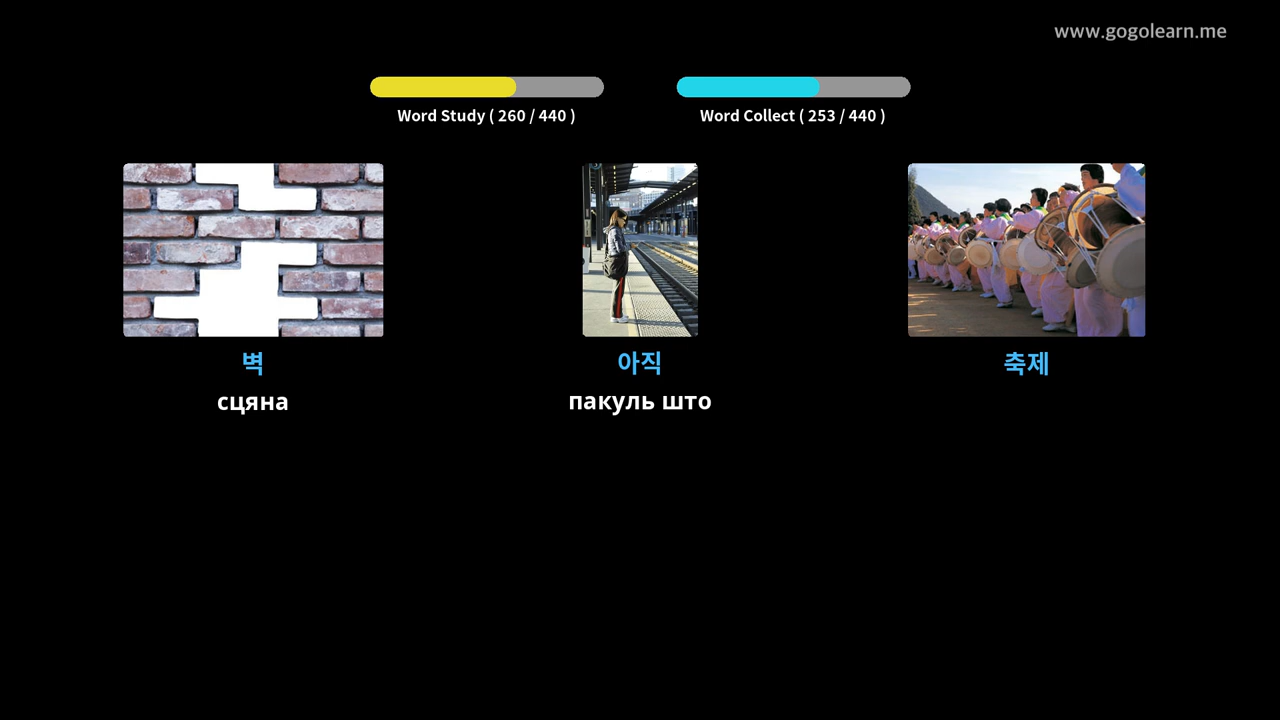 www.gogolearn.me
Word Study ( 260 / 440 )
Word Collect ( 253 / 440 )
벽
아직
축제
сцяна
пакуль што